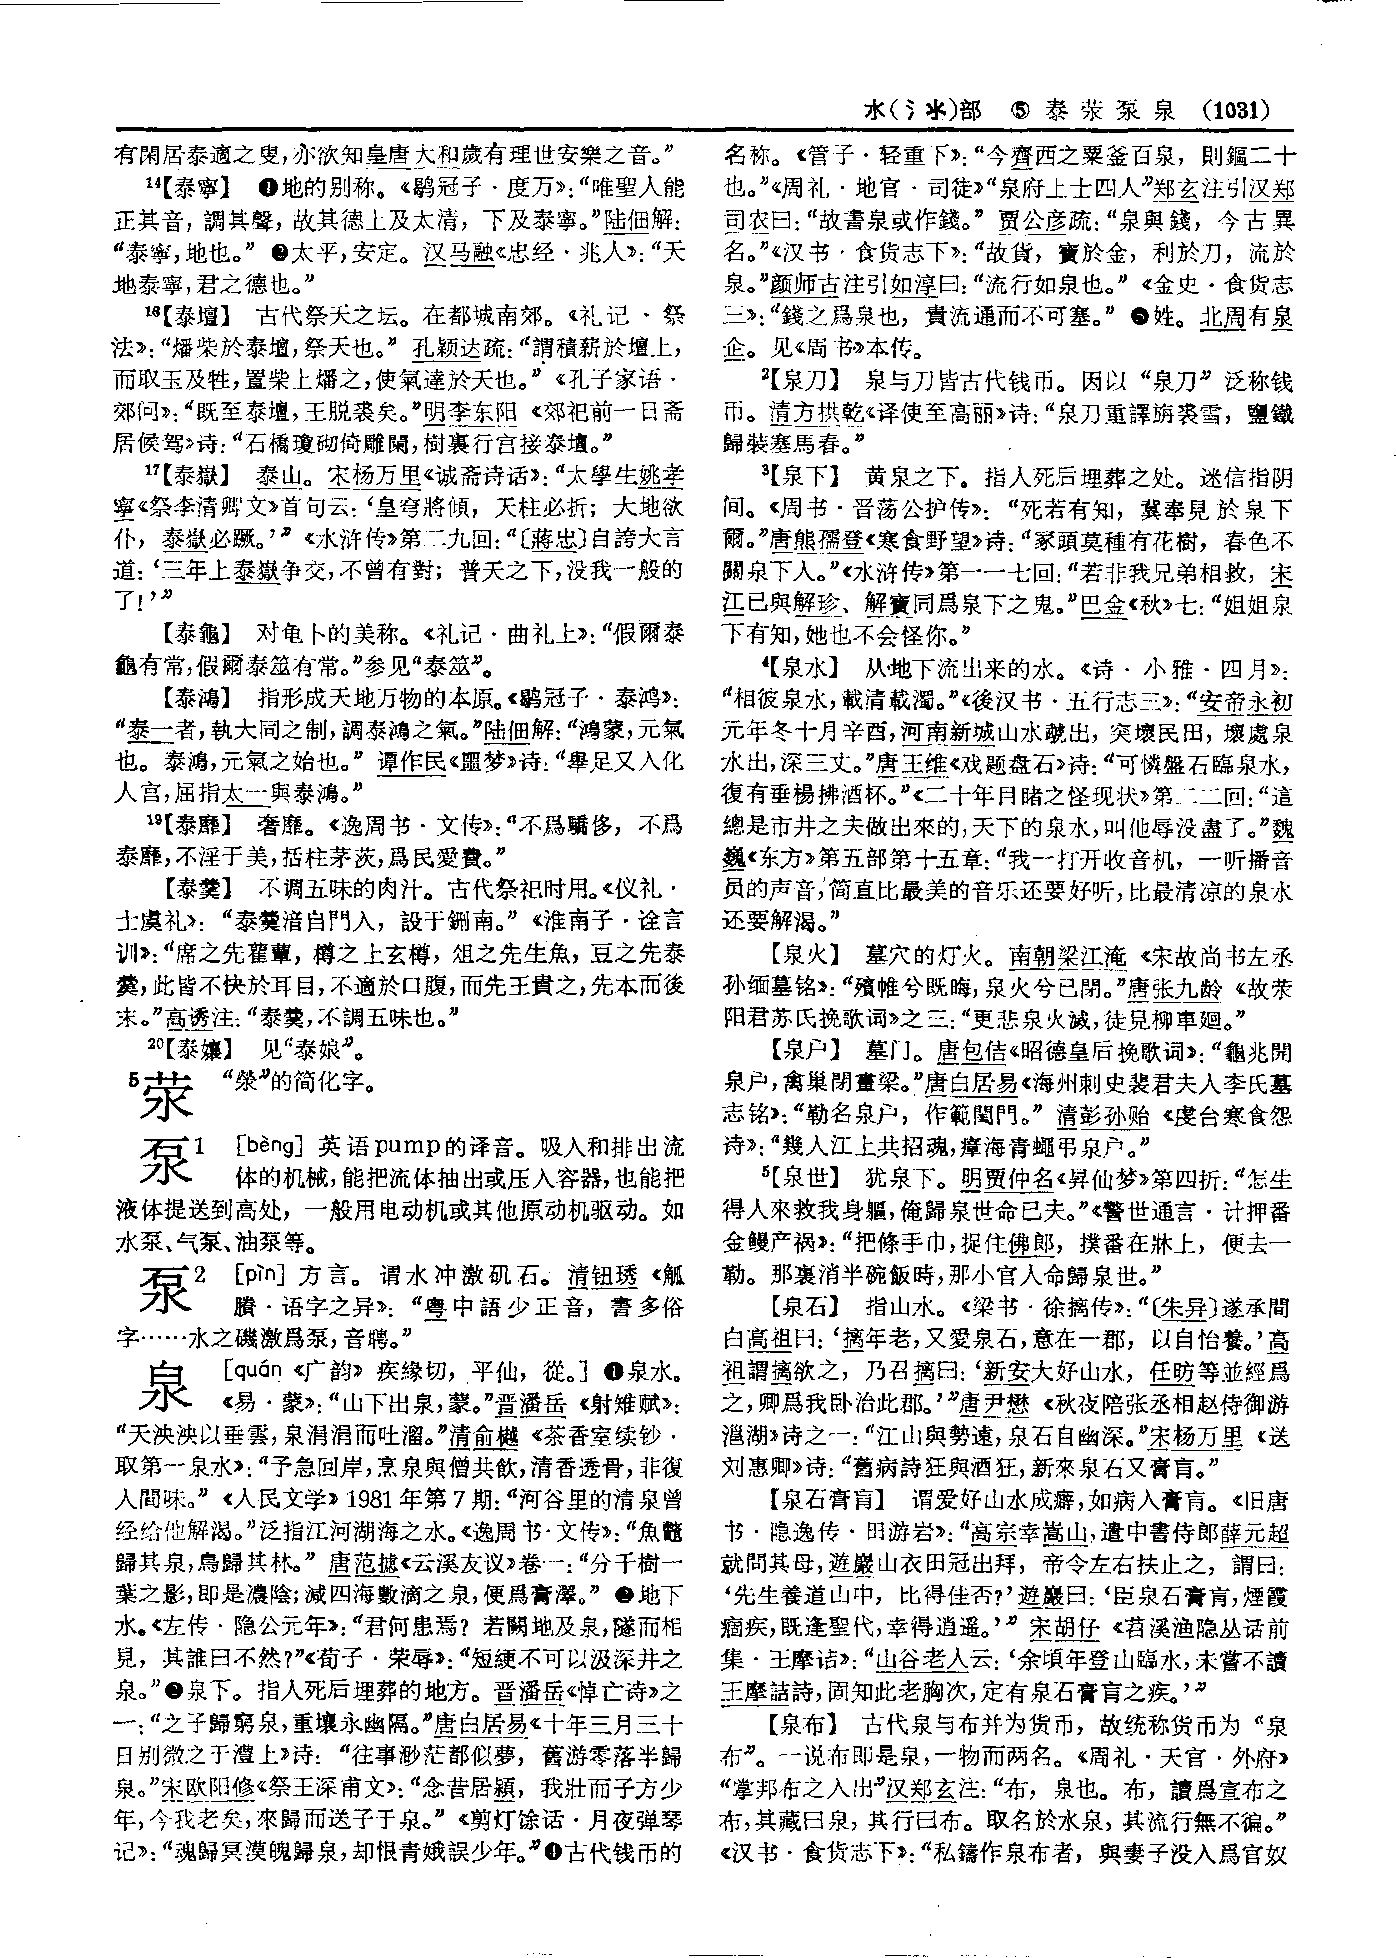 水(氵氺)部　⑤ 泰 荥 泵 泉　(1031)
有閑居泰適之叟,亦欲知皇唐大和歲有理世安樂之音。”
14【泰寧】　❶地的别称。《鹖冠子·度万》:“唯聖人能
正其音,調其聲,故其德上及太清,下及泰寧。”陆佃解:
“泰寧,地也。”　❷太平,安定。汉马融《忠经·兆人》:“天
地泰寧,君之德也。”
16【泰壇】　古代祭天之坛。在都城南郊。《礼记·祭
法》:“燔柴於泰壇,祭天也。”　孔颖达疏:“謂積薪於壇上,
而取玉及牲,置柴上燔之,使氣達於天也。”《孔子家语·
郊问》:“既至泰壇,王脱裘矣。”明李东阳《郊祀前一日斋
居候驾》诗:“石橋瓊砌倚雕闌,樹裏行宫接泰壇。”
17【泰嶽】　泰山。宋杨万里《诚斋诗话》:“太學生姚孝
寧《祭李清卿文》首句云:‘皇穹將傾,天柱必折;大地欲
仆,泰嶽必蹶。’”《水浒传》第二九回:“〔蔣忠〕自誇大言
道:‘三年上泰嶽争交,不曾有對;普天之下,没我一般的
了!’”
【泰龜】　对龟卜的美称。《礼记·曲礼上》:“假爾泰
龜有常,假爾泰筮有常。”参见“泰筮”。
【泰鴻】　指形成天地万物的本原。《鹖冠子·泰鸿》:
“泰一者,執大同之制,調泰鴻之氣。”陆佃解:“鴻蒙,元氣
也。泰鴻,元氣之始也。”　谭作民《噩梦》诗:“舉足又入化
人宫,屈指太一與泰鴻。”
19【泰靡】　奢靡。《逸周书·文传》:“不爲驕侈,不爲
泰靡,不淫于美,括柱茅茨,爲民愛費。”
【泰羹】　不调五味的肉汁。古代祭祀时用。《仪礼·
士虞礼》:“泰羹湆自門入,設于鉶南。”《淮南子·诠言
训》:“席之先雚蕈,樽之上玄樽,俎之先生魚,豆之先泰
羹,此皆不快於耳目,不適於口腹,而先王貴之,先本而後
末。”高诱注:“泰羹,不調五味也。”
20【泰孃】　见“泰娘”。
5荥　“滎”的简化字。
泵1　[bèng] 英语pump的译音。吸入和排出流
体的机械,能把流体抽出或压入容器,也能把
液体提送到高处,一般用电动机或其他原动机驱动。如
水泵、气泵、油泵等。
泵2　[pìn] 方言。谓水冲激矶石。清钮琇《觚
賸·语字之异》:“粤中語少正音,書多俗
字……水之磯激爲泵,音聘。”
泉　[quán《广韵》疾缘切,平仙,從。] ❶泉水。
《易·蒙》:“山下出泉,蒙。”晋潘岳《射雉赋》:
“天泱泱以垂雲,泉涓涓而吐溜。”清俞樾《茶香室续钞·
取第一泉水》:“予急回岸,烹泉與僧共飲,清香透骨,非復
人間味。”《人民文学》1981年第7期:“河谷里的清泉曾
经给他解渴。”泛指江河湖海之水。《逸周书·文传》:“魚鼈
歸其泉,鳥歸其林。”　唐范摅《云溪友议》卷一:“分千樹一
葉之影,即是濃陰;減四海數滴之泉,便爲膏澤。”　❷地下
水。《左传·隐公元年》:“君何患焉?若闕地及泉,隧而相
見,其誰曰不然?”《荀子·荣辱》:“短綆不可以汲深井之
泉。”❸泉下。指人死后埋葬的地方。晋潘岳《悼亡诗》之
一:“之子歸窮泉,重壤永幽隔。”唐白居易《十年三月三十
日别微之于澧上》诗:“往事渺茫都似夢,舊游零落半歸
泉。”宋欧阳修《祭王深甫文》:“念昔居潁,我壯而子方少
年,今我老矣,來歸而送子于泉。”《剪灯馀话·月夜弹琴
记》:“魂歸冥漠魄歸泉,却恨青娥誤少年。”❹古代钱币的
名称。《管子·轻重下》:“今齊西之粟釜百泉,則鏂二十
也。”《周礼·地官·司徒》“泉府上士四人”郑玄注引汉郑
司农曰:“故書泉或作錢。”　贾公彦疏:“泉與錢,今古異
名。”《汉书·食货志下》:“故貨,寶於金,利於刀,流於
泉。”颜师古注引如淳曰:“流行如泉也。”《金史·食货志
三》:“錢之爲泉也,貴流通而不可塞。”❺姓。北周有泉
企。见《周书》本传。
2【泉刀】　泉与刀皆古代钱币。因以“泉刀”泛称钱
币。清方拱乾《译使至高丽》诗:“泉刀重譯旃裘雪,鹽鐵
歸裝塞馬春。”
3【泉下】　黄泉之下。指人死后埋葬之处。迷信指阴
间。《周书·晋荡公护传》:“死若有知,冀奉見於泉下
爾。”唐熊孺登《寒食野望》诗:“冢頭莫種有花樹,春色不
關泉下人。”《水浒传》第一一七回:“若非我兄弟相救,宋
江已與解珍、解寶同爲泉下之鬼。”巴金《秋》七:“姐姐泉
下有知,她也不会怪你。”
4【泉水】　从地下流出来的水。《诗·小雅·四月》:
“相彼泉水,載清載濁。”《後汉书·五行志三》:“安帝永初
元年冬十月辛酉,河南新城山水虣出,突壞民田,壞處泉
水出,深三丈。”唐王维《戏题盘石》诗:“可憐盤石臨泉水,
復有垂楊拂酒杯。”《二十年目睹之怪现状》第二二回:“這
總是市井之夫做出來的,天下的泉水,叫他辱没盡了。”魏
巍《东方》第五部第十五章:“我一打开收音机,一听播音
员的声音,简直比最美的音乐还要好听,比最清凉的泉水
还要解渴。”
【泉火】　墓穴的灯火。南朝梁江淹《宋故尚书左丞
孙缅墓铭》:“殯帷兮既晦,泉火兮已閉。”唐张九龄《故荥
阳君苏氏挽歌词》之三:“更悲泉火滅,徒見柳車迴。”
【泉户】　墓门。唐包佶《昭德皇后挽歌词》:“龜兆開
泉户,禽巢閉畫梁。”唐白居易《海州刺史裴君夫人李氏墓
志铭》:“勒名泉户,作範閨門。”　清彭孙贻《虔台寒食怨
诗》:“幾人江上共招魂,瘴海青蠅弔泉户。”
5【泉世】　犹泉下。明贾仲名《昇仙梦》第四折:“怎生
得人來救我身軀,俺歸泉世命已夫。”《警世通言·计押番
金鳗产祸》:“把條手巾,捉住佛郎,撲番在牀上,便去一
勒。那裏消半碗飯時,那小官人命歸泉世。”
【泉石】　指山水。《梁书·徐摛传》:“〔朱异〕遂承間
白高祖曰:‘摛年老,又愛泉石,意在一郡,以自怡養。’高
祖謂摛欲之,乃召摛曰:‘新安大好山水,任昉等並經爲
之,卿爲我卧治此郡。’”唐尹懋《秋夜陪张丞相赵侍御游
滬湖》诗之一:“江山與勢遠,泉石自幽深。”宋杨万里《送
刘惠卿》诗:“舊病詩狂與酒狂,新來泉石又膏肓。”
【泉石膏肓】　谓爱好山水成癖,如病入膏肓。《旧唐
书·隐逸传·田游岩》:“高宗幸嵩山,遣中書侍郎薛元超
就問其母,遊巖山衣田冠出拜,帝令左右扶止之,謂曰:
‘先生養道山中,比得佳否?’遊巖曰:‘臣泉石膏肓,煙霞
痼疾,既逢聖代,幸得逍遥。’”　宋胡仔《苕溪渔隐丛话前
集·王摩诘》:“山谷老人云:‘余頃年登山臨水,未嘗不讀
王摩詰詩,固知此老胸次,定有泉石膏肓之疾。’”
【泉布】　古代泉与布并为货币,故统称货币为“泉
布”。一说布即是泉,一物而两名。《周礼·天官·外府》
“掌邦布之入出”汉郑玄注:“布,泉也。布,讀爲宣布之
布,其藏曰泉,其行曰布。取名於水泉,其流行無不徧。”
《汉书·食货志下》:“私鑄作泉布者,與妻子没入爲官奴